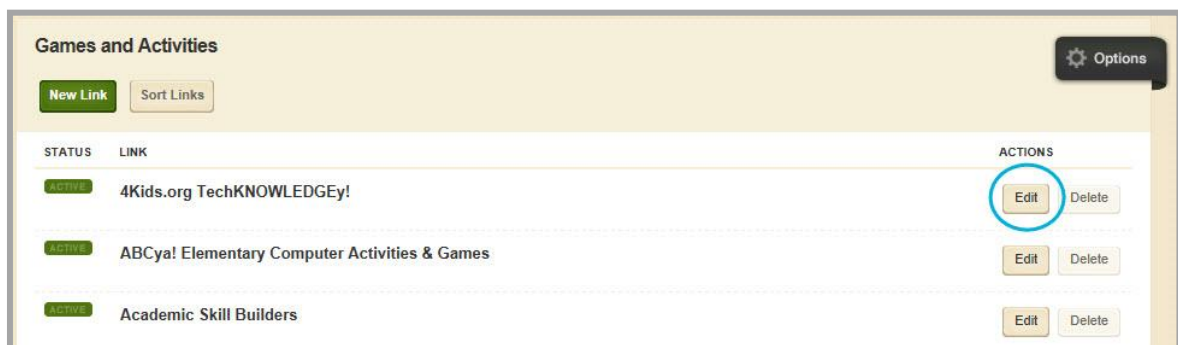 Games and Activities
Options
New Link Sort Links
STATUS LINK ACTIONS
ACTIVE 4Kids.org TechKNOWLEDGEy! Edit Delete
ACTIVE ABCya! Elementary Computer Activities & Games Edit Delete
ACTIVE Academic Skill Builders Edit Delete